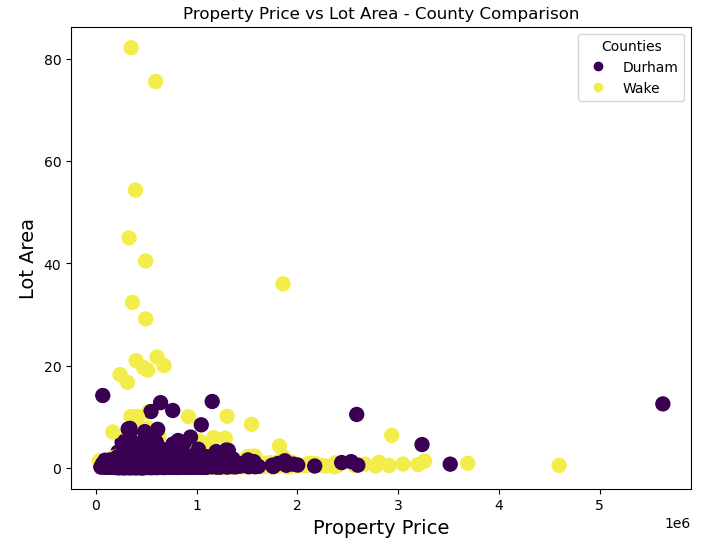 Property Price vs Lot Area - County Comparison
Counties
Durham
Wake
80
60
40
20
0
Lot Area
0 1 2 3 4 5
1e6
Property Price